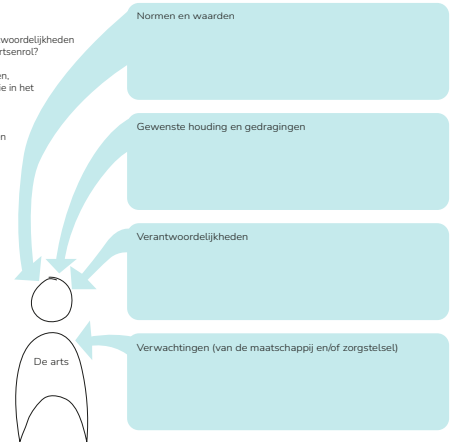 Normen en waarden
woordelijkheden
rtsenrol?
en,
ie in het
n
Gewenste houding en gedragingen
Verantwoordelijkheden
Verwachtingen (van de maatschappij en/of zorgstelsel)
De arts